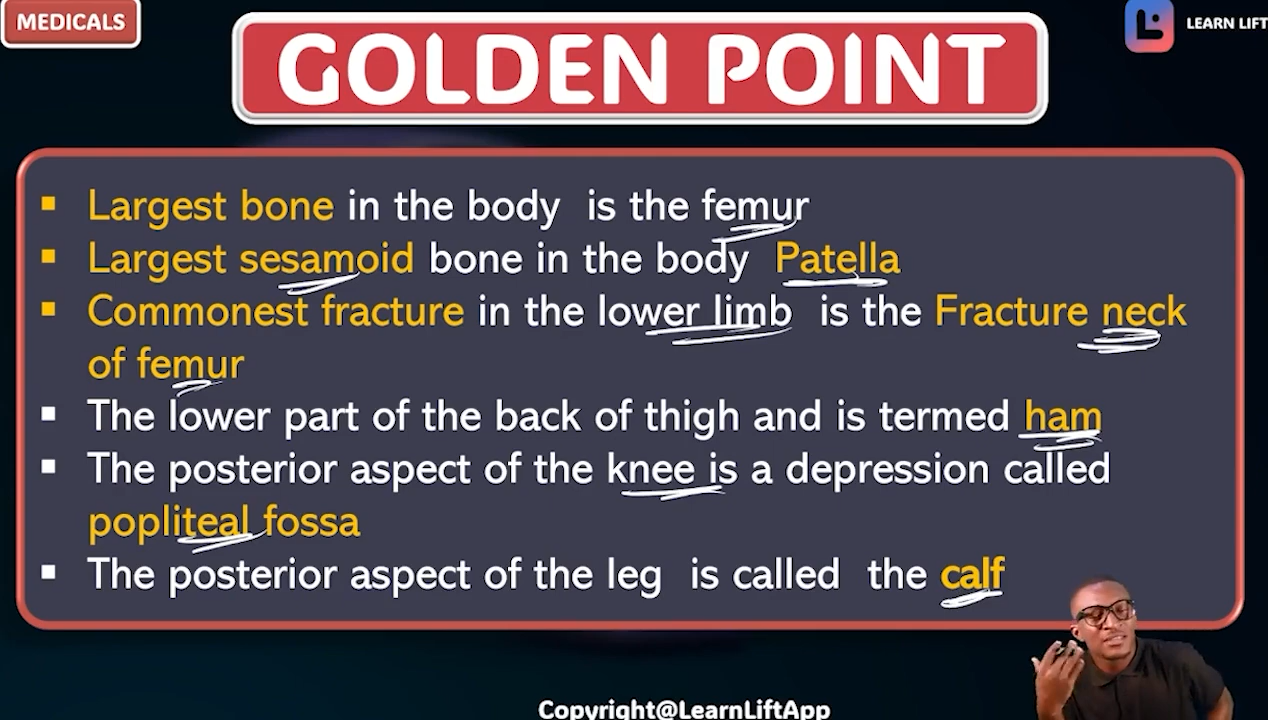 MEDICALS
LEARN LIFT
GOLDEN POINT
▪ Largest bone in the body is the femur
▪ Largest sesamoid bone in the body Patella
▪ Commonest fracture in the lower limb is the Fracture neck
of femur
▪ The lower part of the back of thigh and is termed ham
▪ The posterior aspect of the knee is a depression called
popliteal fossa
▪ The posterior aspect of the leg is called the calf
Copyright@LearnLiftApp